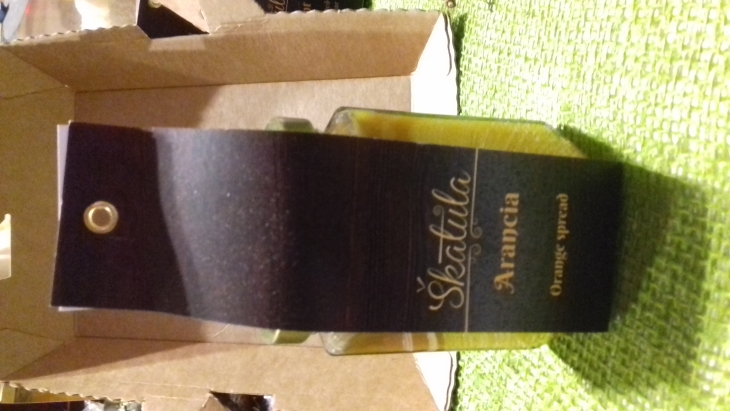 Škatula
Arancia
Orange spread